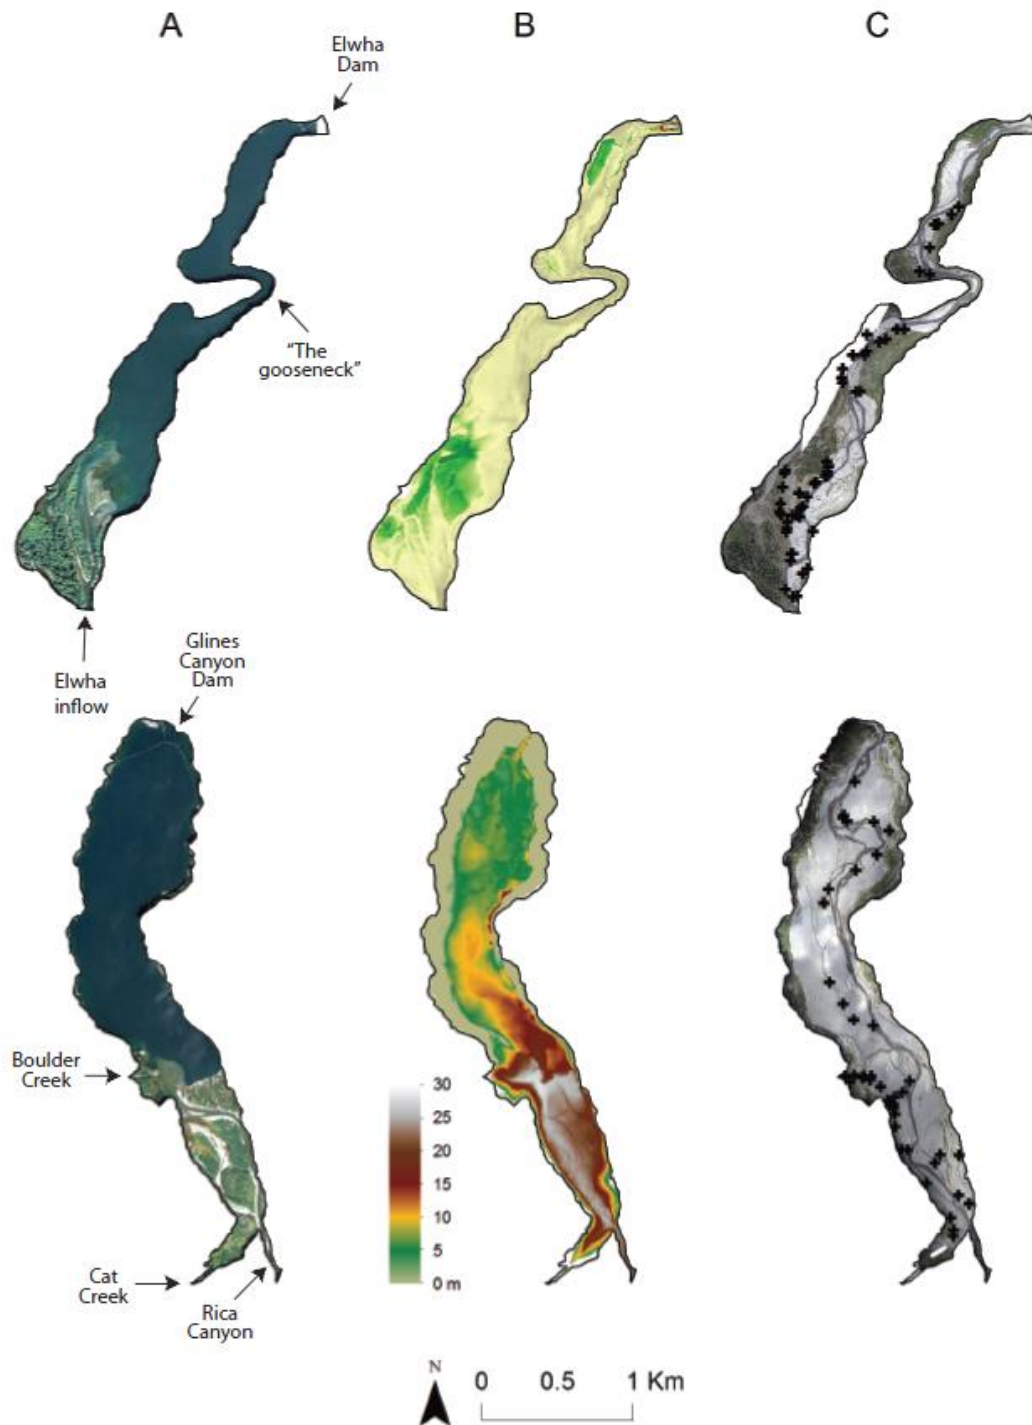 A
B
C
Elwha
Dam
"The
gooseneck"
Elwha
inflow
Glines
Canyon
Dam
Boulder
Creek
30
25
20
15
10
5
0 m
Cat
Creek
Rica
Canyon
N
0 0.5 1 Km